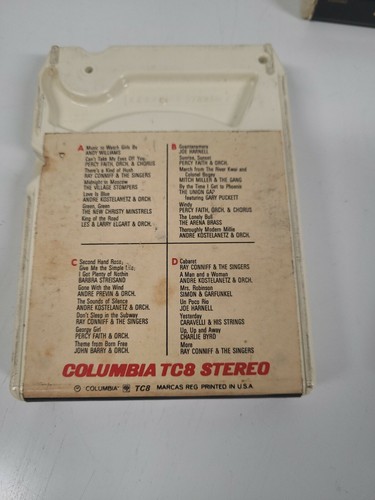 A Music to Watch Girls By
ANDY WILLIAMS
Can't Take My Eyes Off You
PERCY FAITH, ORCH. & CHORUS
There's a Kind of Hush
RAY CONNIFF & THE SINGERS
Midnight in Moscow
THE VILLAGE STOMPERS
Love Is Blue
ANDRE KOSTELANETZ & ORCH.
Green, Green
THE NEW CHRISTY MINSTRELS
King of the Road
LES & LARRY ELGART & ORCH.
B Guantanamera
JOE HARNELL
Sunrise, Sunset
PERCY FAITH & ORCH.
March from The River Kwai and
Colonel Bogey
MITCH MILLER & THE GANG
By the Time I Get to Phoenix
THE UNION GAP
featuring GARY PUCKETT
Windy
PERCY FAITH, ORCH. & CHORUS
The Lonely Bull
THE ARENA BRASS
Thoroughly Modern Millie
ANDRE KOSTELANETZ & ORCH.
C Second Hand Rose,
Give Me the Simple Life,
I Got Plenty of Nothin
BARBRA STREISAND
Gone With the Wind
ANDRE PREVIN & ORCH.
The Sounds of Silence
ANDRE KOSTELANETZ & ORCH.
Don't Sleep in the Subway
RAY CONNIFF & THE SINGERS
Georgy Girl
PERCY FAITH & ORCH.
Theme from Born Free
JOHN BARRY & ORCH.
D Cabaret
RAY CONNIFF & THE SINGERS
A Man and a Woman
ANDRE KOSTELANETZ & ORCH.
Mrs. Robinson
SIMON & GARFUNKEL
Un Poco Rio
JOE HARNELL
Yesterday
CARAVELLI & HIS STRINGS
Up, Up and Away
CHARLIE BYRD
More
RAY CONNIFF & THE SINGERS
COLUMBIA TC8 STEREO
℗ COLUMBIA TC8 MARCAS REG. PRINTED IN U.S.A.